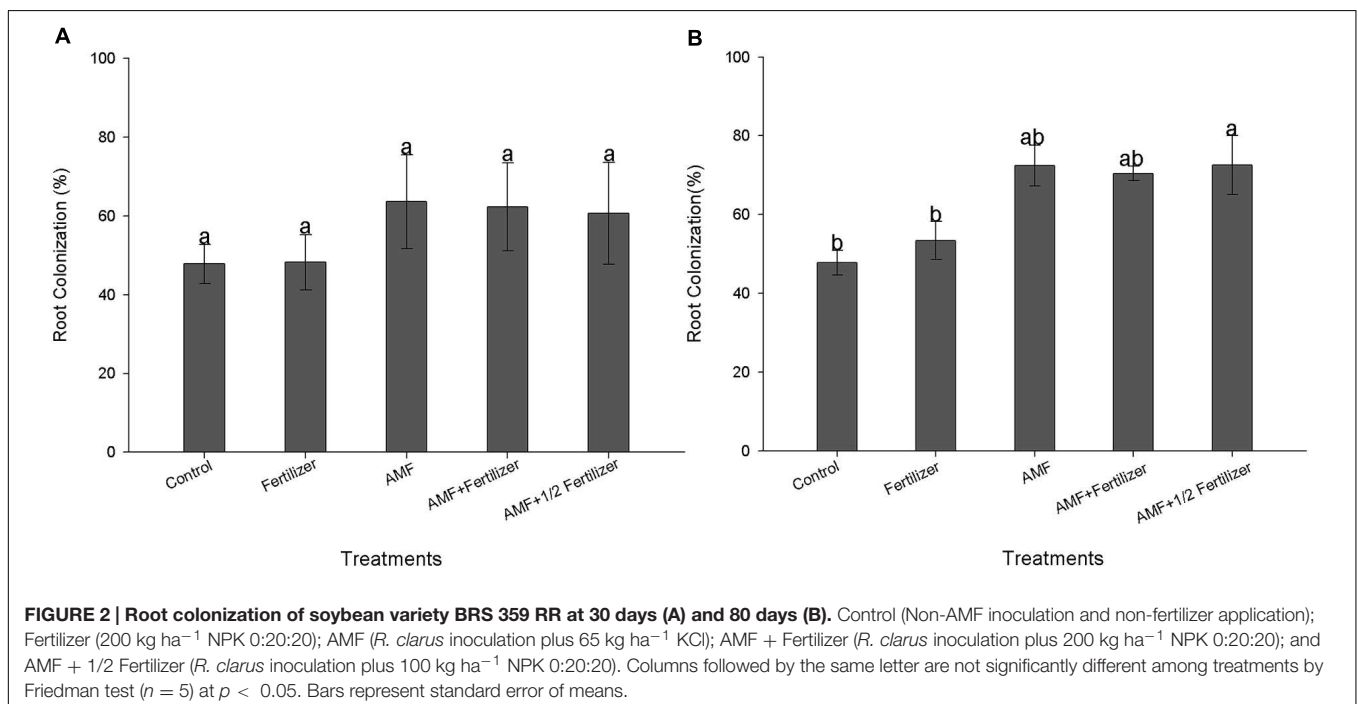 A
100
80
60
40
20
0
Root Colonization (%)
a
a
a
a
a
Control
Fertilizer
AMF
AMF+Fertilizer
AMF+1/2 Fertilizer
Treatments
B
100
80
60
40
20
0
Root Colonization(%)
b
b
ab
ab
a
Control
Fertilizer
AMF
AMF+Fertilizer
AMF+1/2 Fertilizer
Treatments
FIGURE 2 | Root colonization of soybean variety BRS 359 RR at 30 days (A) and 80 days (B). Control (Non-AMF inoculation and non-fertilizer application);
Fertilizer (200 kg ha⁻¹ NPK 0:20:20); AMF (R. clarus inoculation plus 65 kg ha⁻¹ KCl); AMF + Fertilizer (R. clarus inoculation plus 200 kg ha⁻¹ NPK 0:20:20); and
AMF + 1/2 Fertilizer (R. clarus inoculation plus 100 kg ha⁻¹ NPK 0:20:20). Columns followed by the same letter are not significantly different among treatments by
Friedman test (n = 5) at p < 0.05. Bars represent standard error of means.